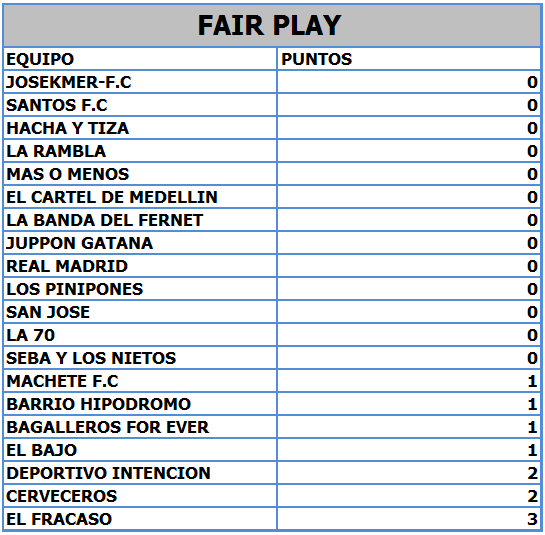 FAIR PLAY
EQUIPO PUNTOS
JOSEKMER-F.C 0
SANTOS F.C 0
HACHA Y TIZA 0
LA RAMBLA 0
MAS O MENOS 0
EL CARTEL DE MEDELLIN 0
LA BANDA DEL FERNET 0
JUPPON GATANA 0
REAL MADRID 0
LOS PINIPONES 0
SAN JOSE 0
LA 70 0
SEBA Y LOS NIETOS 0
MACHETE F.C 1
BARRIO HIPODROMO 1
BAGALLEROS FOR EVER 1
EL BAJO 1
DEPORTIVO INTENCION 2
CERVECEROS 2
EL FRACASO 3